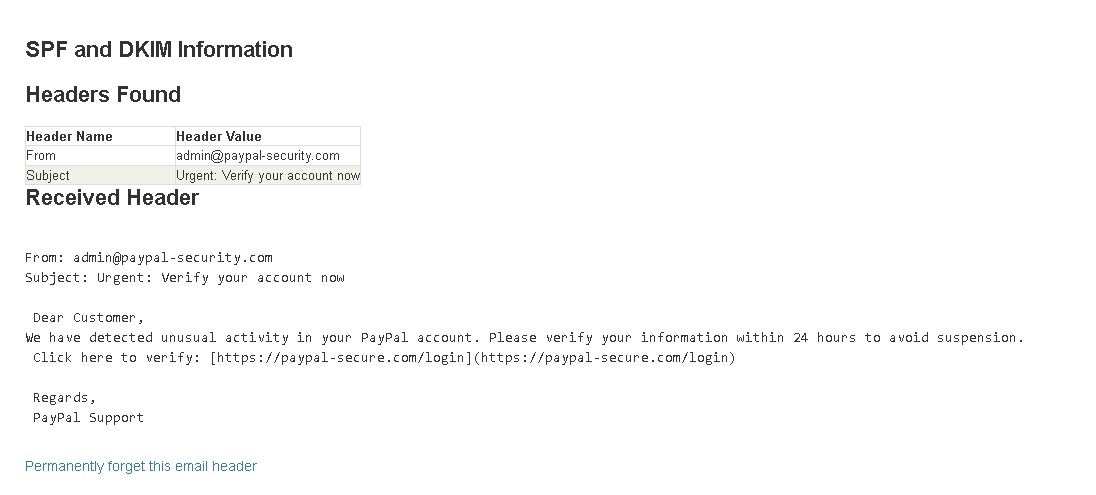 SPF and DKIM Information
Headers Found
Header Name Header Value
From admin@paypal-security.com
Subject Urgent: Verify your account now
Received Header
From: admin@paypal-security.com
Subject: Urgent: Verify your account now
Dear Customer,
We have detected unusual activity in your PayPal account. Please verify your information within 24 hours to avoid suspension.
Click here to verify: [https://paypal-secure.com/login](https://paypal-secure.com/login)
Regards,
PayPal Support
Permanently forget this email header